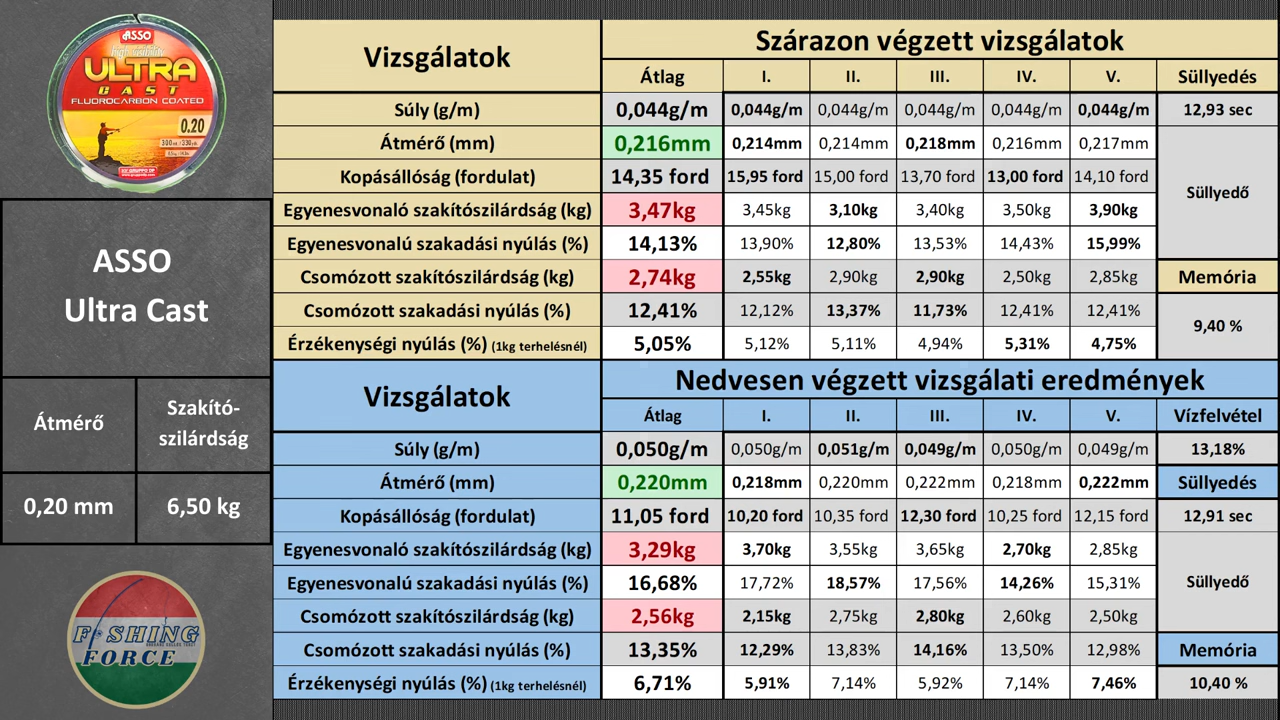 ASSO
ULTRA
CAST
FLUOROCARBON COATED
0.20
ASSO
Ultra Cast
Átmérő
Szakító-
szilárdság
0,20 mm
6,50 kg
FISHING
FORCE
Vizsgálatok
Szárazon végzett vizsgálatok
Átlag I. II. III. IV. V. Süllyedés
Súly (g/m) 0,044g/m 0,044g/m 0,044g/m 0,044g/m 0,044g/m 0,044g/m 12,93 sec
Átmérő (mm) 0,216mm 0,214mm 0,214mm 0,218mm 0,216mm 0,217mm
Kopásállóság (fordulat) 14,35 ford 15,95 ford 15,00 ford 13,70 ford 13,00 ford 14,10 ford
Süllyedő
Egyenesvonaló szakítószilárdság (kg) 3,47kg 3,45kg 3,10kg 3,40kg 3,50kg 3,90kg
Egyenesvonalú szakadási nyúlás (%) 14,13% 13,90% 12,80% 13,53% 14,43% 15,99%
Csomózott szakítószilárdság (kg) 2,74kg 2,55kg 2,90kg 2,90kg 2,50kg 2,85kg Memória
Csomózott szakadási nyúlás (%) 12,41% 12,12% 13,37% 11,73% 12,41% 12,41%
9,40 %
Érzékenységi nyúlás (%) (1kg terhelésnél) 5,05% 5,12% 5,11% 4,94% 5,31% 4,75%
Vizsgálatok
Nedvesen végzett vizsgálati eredmények
Átlag I. II. III. IV. V. Vízfelvétel
Súly (g/m) 0,050g/m 0,050g/m 0,051g/m 0,049g/m 0,050g/m 0,049g/m 13,18%
Átmérő (mm) 0,220mm 0,218mm 0,220mm 0,222mm 0,218mm 0,222mm Süllyedés
Kopásállóság (fordulat) 11,05 ford 10,20 ford 10,35 ford 12,30 ford 10,25 ford 12,15 ford 12,91 sec
Egyenesvonaló szakítószilárdság (kg) 3,29kg 3,70kg 3,55kg 3,65kg 2,70kg 2,85kg
Egyenesvonalú szakadási nyúlás (%) 16,68% 17,72% 18,57% 17,56% 14,26% 15,31% Süllyedő
Csomózott szakítószilárdság (kg) 2,56kg 2,15kg 2,75kg 2,80kg 2,60kg 2,50kg
Csomózott szakadási nyúlás (%) 13,35% 12,29% 13,83% 14,16% 13,50% 12,98% Memória
Érzékenységi nyúlás (%) (1kg terhelésnél) 6,71% 5,91% 7,14% 5,92% 7,14% 7,46% 10,40 %